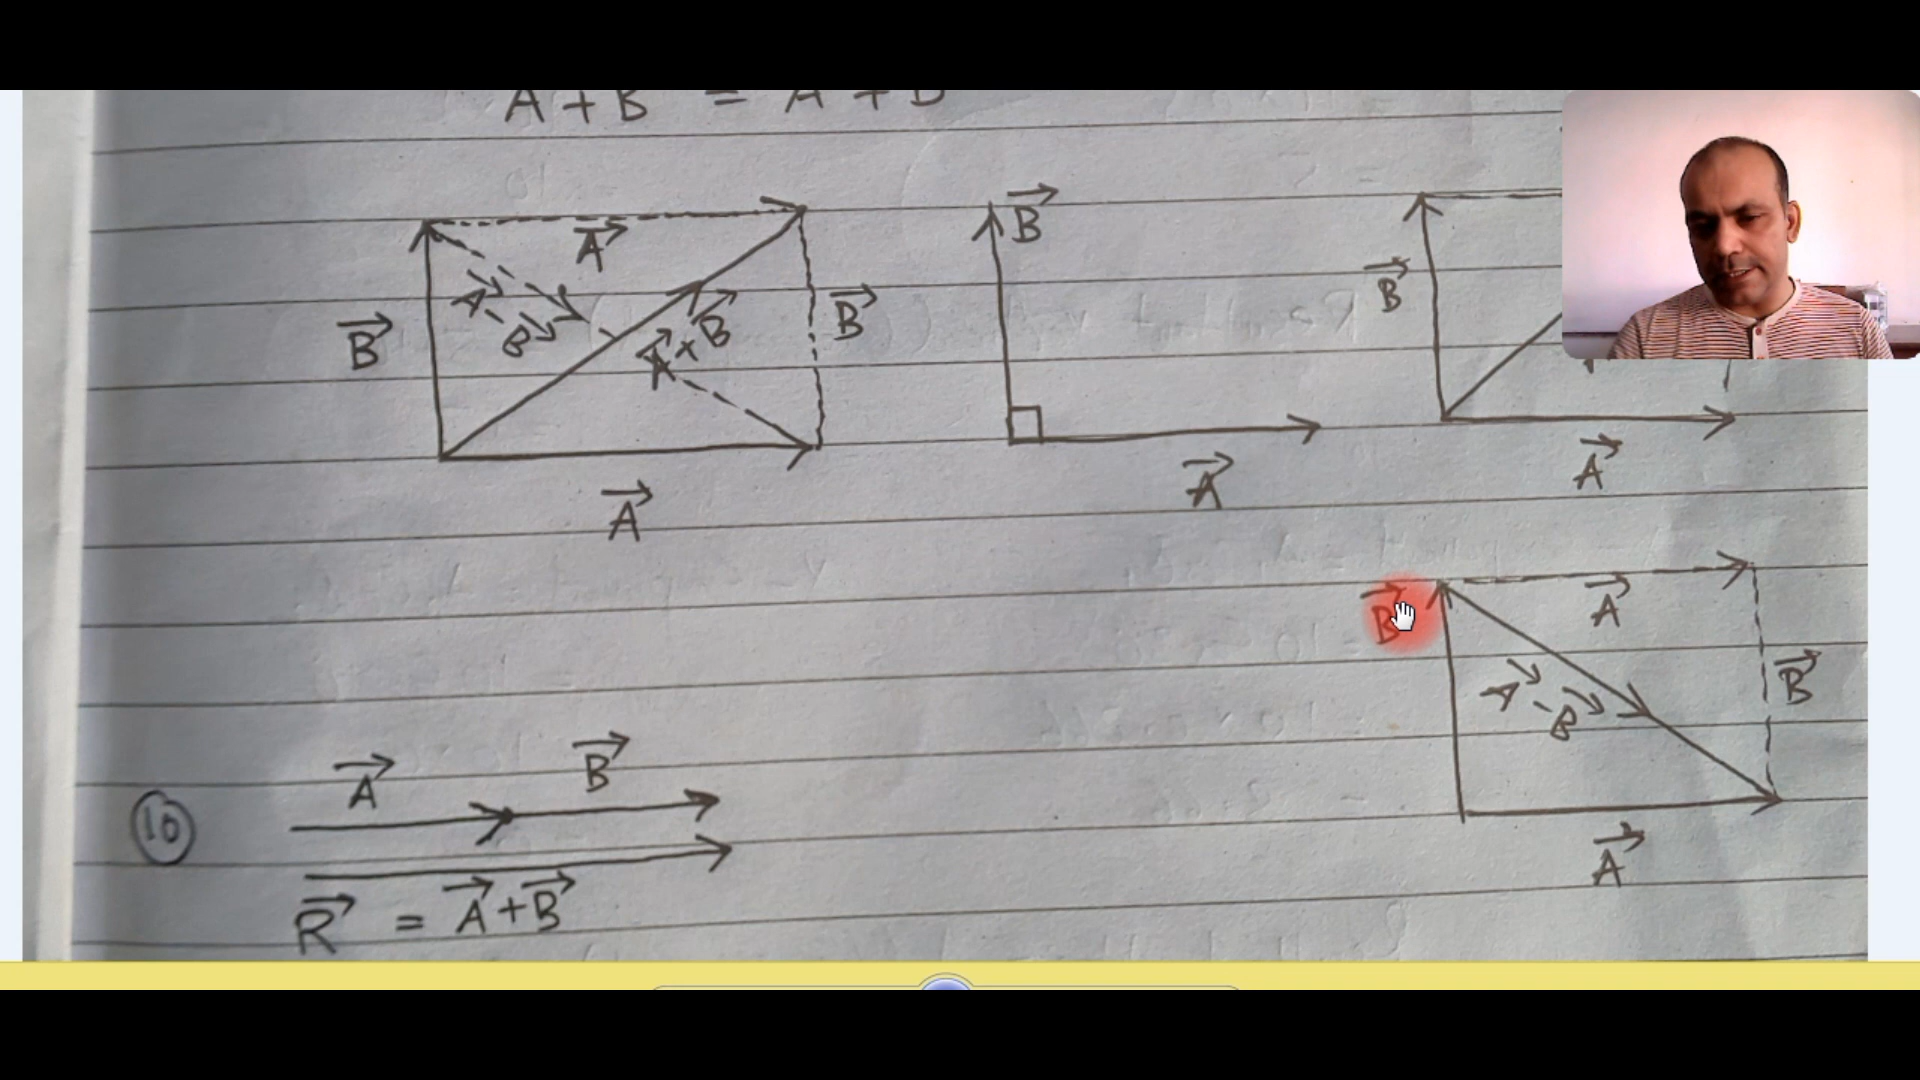 A + B = A + B
A⃗
B⃗
B⃗
A⃗ - B⃗
A⃗ + B⃗
B⃗
A⃗
B⃗
A⃗
B⃗
A⃗
B⃗
A⃗
A⃗ - B⃗
B⃗
A⃗
10
A⃗ B⃗
R⃗ = A⃗ + B⃗